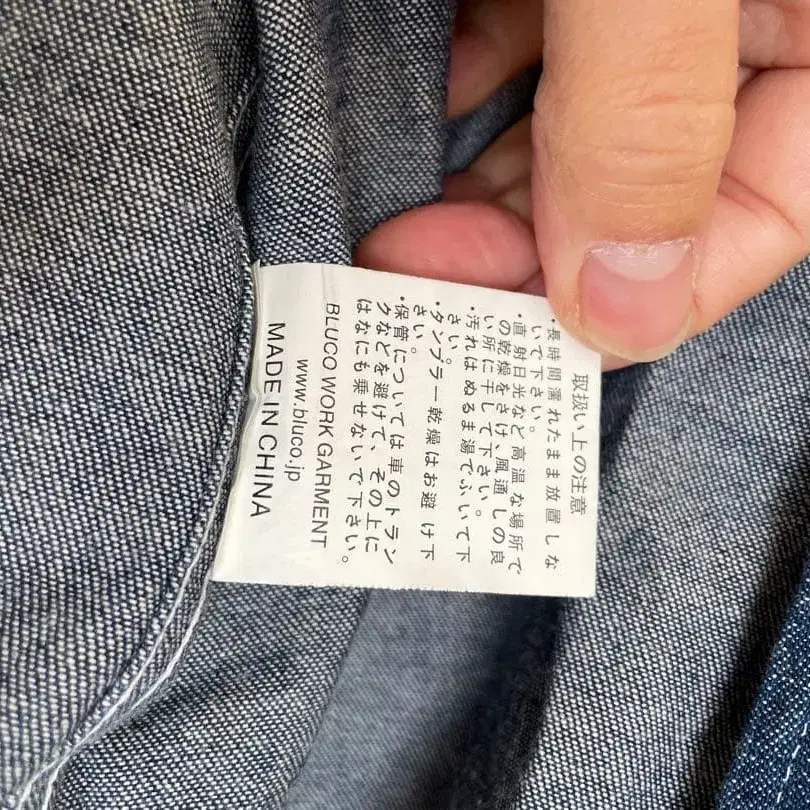 取扱い上の注意
・長時間濡れたまま放置しな
いで下さい。
・直射日光など高温な場所で
の乾燥をさけ、風通しの良
い所に干して下さい。
・汚れはぬるま湯でふいて下
さい。
・タンブラー乾燥はお避け下
さい。
・保管については車のトラン
クなどを避けて、その上に
はなにも乗せないで下さい。
BLUCO WORK GARMENT
www.bluco.jp
MADE IN CHINA